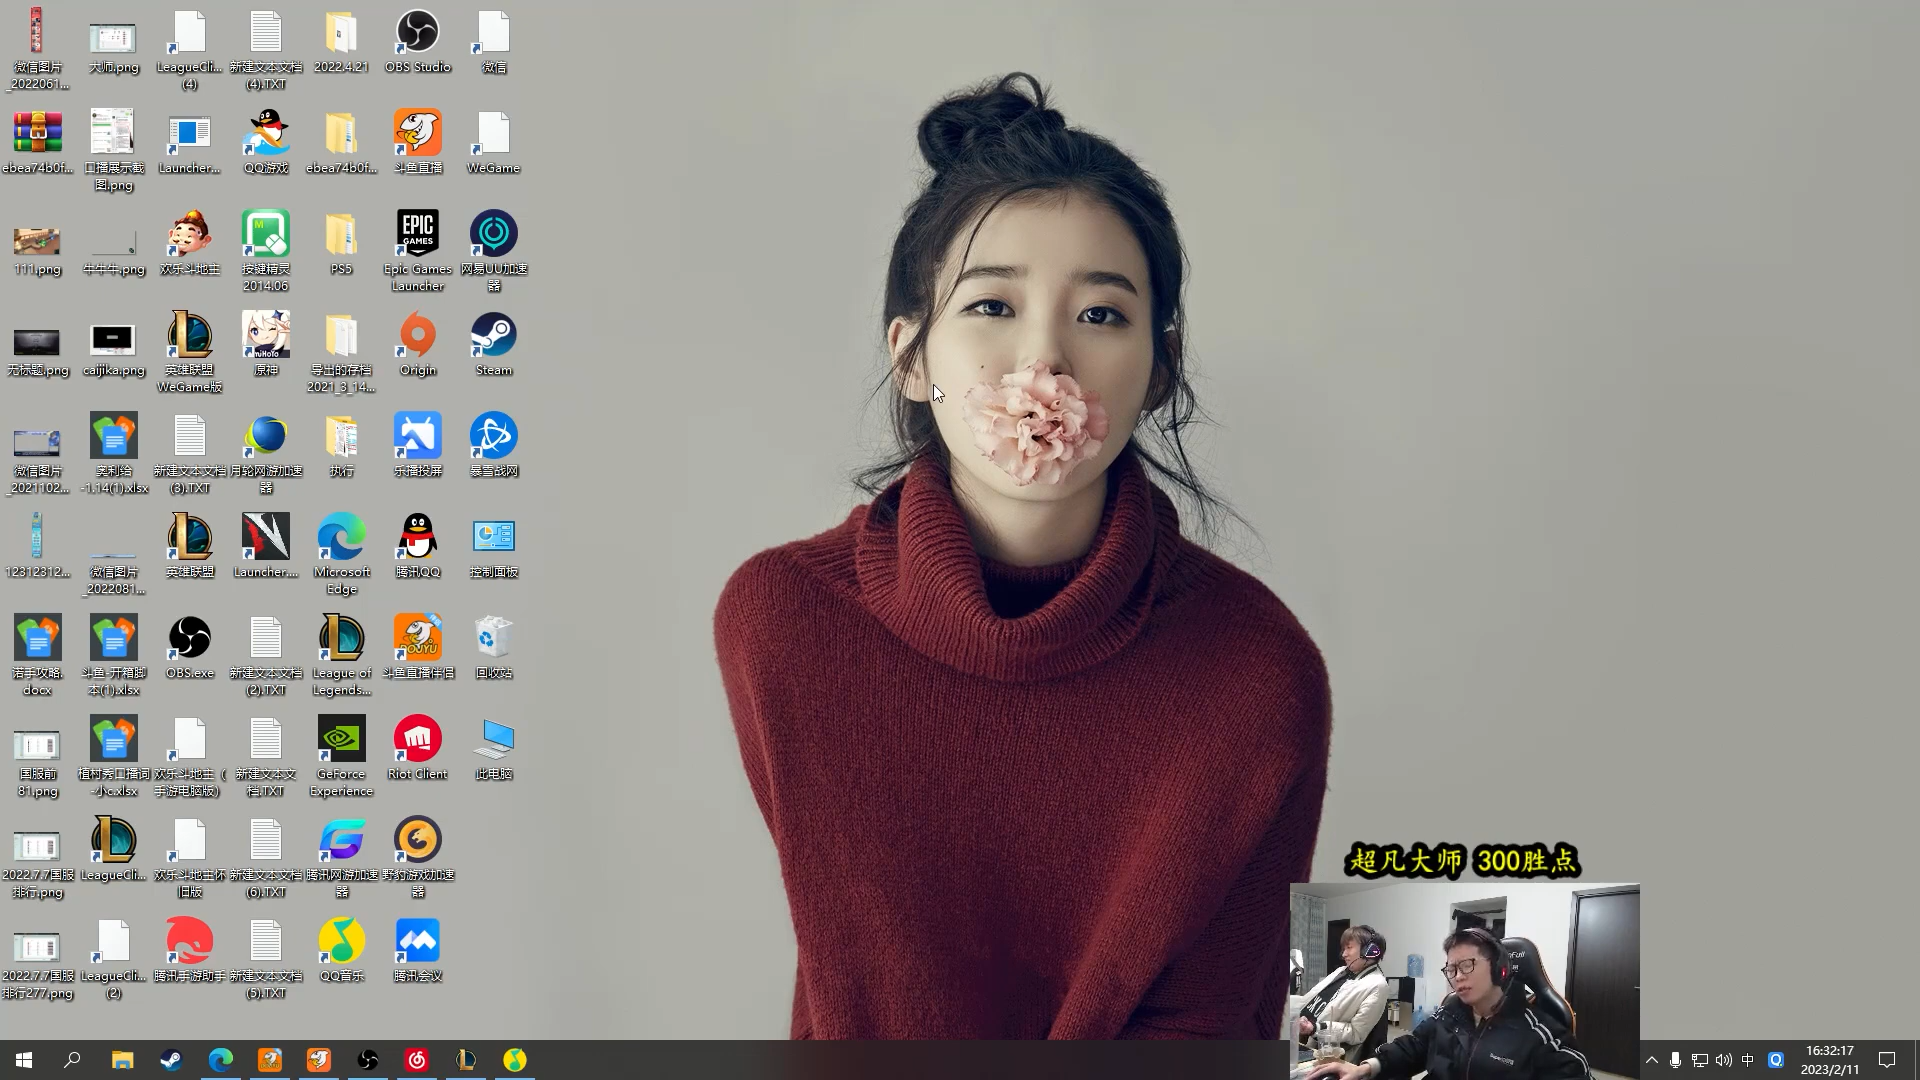 微信图片
_2022061...
大师.png
LeagueCli...
(4)
新建文本文档
(4).TXT
2022.4.21
OBS Studio
微信
ebea74b0f...
口播展示截
图.png
Launcher...
QQ游戏
ebea74b0f...
斗鱼直播
WeGame
111.png
牛牛牛.png
欢乐斗地主
M
按键精灵
2014.06
PS5
EPIC
GAMES
Epic Games
Launcher
网易UU加速
器
无标题.png
caijika.png
英雄联盟
WeGame版
miHoYo
原神
导出的存档
2021_3_14...
Origin
Steam
微信图片
_2021102...
奥利给
-1.14(1).xlsx
新建文本文档
(3).TXT
月轮网游加速
器
执行
乐播投屏
暴雪战网
12312312...
微信图片
_2022081...
英雄联盟
Launcher....
Microsoft
Edge
腾讯QQ
控制面板
诺手攻略.
docx
斗鱼-开箱脚
本(1).xlsx
OBS.exe
新建文本文档
(2).TXT
League of
Legends...
DOUYU
斗鱼直播伴侣
回收站
国服前
81.png
植村秀口播词
-小c.xlsx
欢乐斗地主（
手游电脑版）
新建文本文
档.TXT
GeForce
Experience
Riot Client
此电脑
2022.7.7国服
排行.png
LeagueCli...
欢乐斗地主怀
旧版
新建文本文档
(6).TXT
腾讯网游加速
器
野豹游戏加速
器
2022.7.7国服
排行277.png
LeagueCli...
(2)
腾讯手游助手
新建文本文档
(5).TXT
QQ音乐
腾讯会议
超凡大师 300胜点
中
16:32:17
2023/2/11